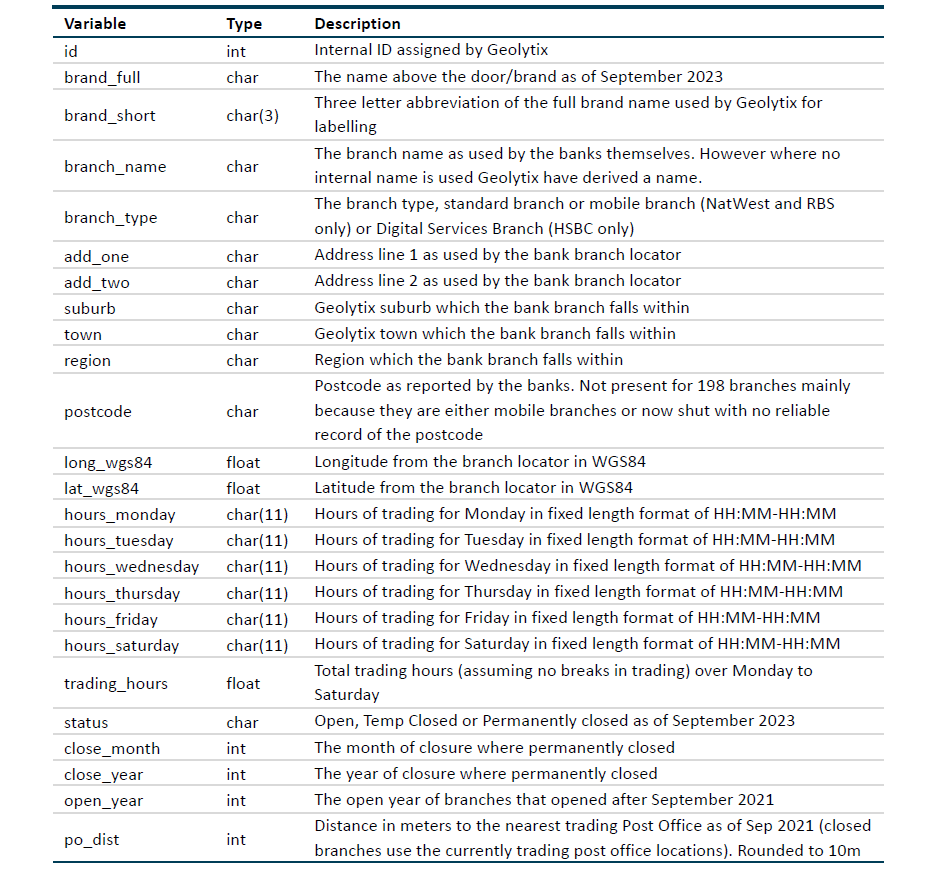 Variable Type Description
id int Internal ID assigned by Geolytix
brand_full char The name above the door/brand as of September 2023
brand_short char(3) Three letter abbreviation of the full brand name used by Geolytix for
labelling
branch_name char The branch name as used by the banks themselves. However where no
internal name is used Geolytix have derived a name.
branch_type char The branch type, standard branch or mobile branch (NatWest and RBS
only) or Digital Services Branch (HSBC only)
add_one char Address line 1 as used by the bank branch locator
add_two char Address line 2 as used by the bank branch locator
suburb char Geolytix suburb which the bank branch falls within
town char Geolytix town which the bank branch falls within
region char Region which the bank branch falls within
postcode char Postcode as reported by the banks. Not present for 198 branches mainly
because they are either mobile branches or now shut with no reliable
record of the postcode
long_wgs84 float Longitude from the branch locator in WGS84
lat_wgs84 float Latitude from the branch locator in WGS84
hours_monday char(11) Hours of trading for Monday in fixed length format of HH:MM-HH:MM
hours_tuesday char(11) Hours of trading for Tuesday in fixed length format of HH:MM-HH:MM
hours_wednesday char(11) Hours of trading for Wednesday in fixed length format of HH:MM-HH:MM
hours_thursday char(11) Hours of trading for Thursday in fixed length format of HH:MM-HH:MM
hours_friday char(11) Hours of trading for Friday in fixed length format of HH:MM-HH:MM
hours_saturday char(11) Hours of trading for Saturday in fixed length format of HH:MM-HH:MM
trading_hours float Total trading hours (assuming no breaks in trading) over Monday to
Saturday
status char Open, Temp Closed or Permanently closed as of September 2023
close_month int The month of closure where permanently closed
close_year int The year of closure where permanently closed
open_year int The open year of branches that opened after September 2021
po_dist int Distance in meters to the nearest trading Post Office as of Sep 2021 (closed
branches use the currently trading post office locations). Rounded to 10m